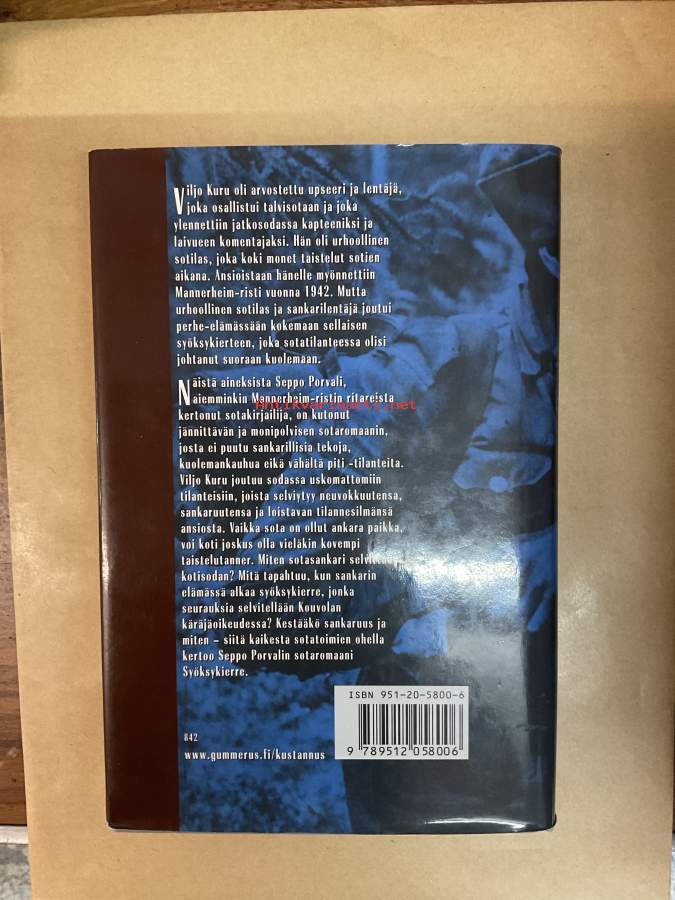 Viljo Kuru oli arvostettu upseeri ja lentäjä,
joka osallistui talvisotaan ja joka
ylennettiin jatkosodassa kapteeniksi ja
laivueen komentajaksi. Hän oli urhoollinen
sotilas, joka koki monet taistelut sotien
aikana. Ansioistaan hänelle myönnettiin
Mannerheim-risti vuonna 1942. Mutta
urhoollinen sotilas ja sankarilentäjä joutui
perhe-elämässään kokemaan sellaisen
syöksykierteen, joka sotatilanteessa olisi
johtanut suoraan kuolemaan.
Näistä aineksista Seppo Porvali,
aiemminkin Mannerheim-ristin ritareista
Antikvarisatti.net
kertonut sotakirjailija, on kutonut
jännittävän ja monipolvisen sotaromaanin,
josta ei puutu sankarillisia tekoja,
kuolemankauhua eikä vähältä piti -tilanteita.
Viljo Kuru joutuu sodassa uskomattomiin
tilanteisiin, joista selviytyy neuvokkuutensa,
sankaruutensa ja loistavan tilannesilmänsä
ansiosta. Vaikka sota on ollut ankara paikka,
voi koti joskus olla vieläkin kovempi
taistelutanner. Miten sotasankari selvittää
kotisodan? Mitä tapahtuu, kun sankarin
elämässä alkaa syöksykierre, jonka
seurauksia selvitellään Kouvolan
käräjäoikeudessa? Kestääkö sankaruus ja
miten – siitä kaikesta sotatoimien ohella
kertoo Seppo Porvalin sotaromaani
Syöksykierre.
ISBN 951-20-5800-6
9 789512 058006
842
www.gummerus.fi/kustannus